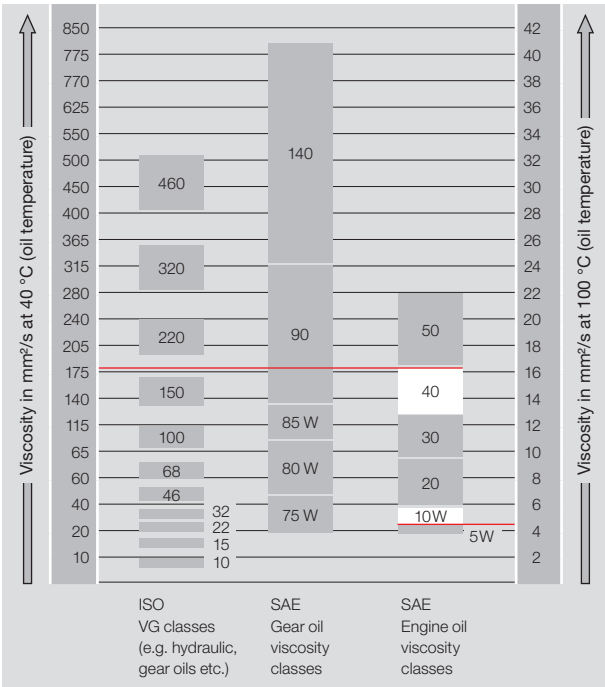 Viscosity in mm²/s at 40 °C (oil temperature)
850 42
775 40
770 38
625 36
550 34
140
500 32
460
450 30
400 28
365 26
320
315 24
280 22
240 20
220 90 50
205 18
175 16
150 40
140 14
115 12
85 W
100 30
65 10
68 80 W
60 8
46 20
40 6
32 75 W 10W
22
20 4
5W
15
10 2
10
Viscosity in mm²/s at 100 °C (oil temperature)
ISO
VG classes
(e.g. hydraulic,
gear oils etc.)
SAE
Gear oil
viscosity
classes
SAE
Engine oil
viscosity
classes